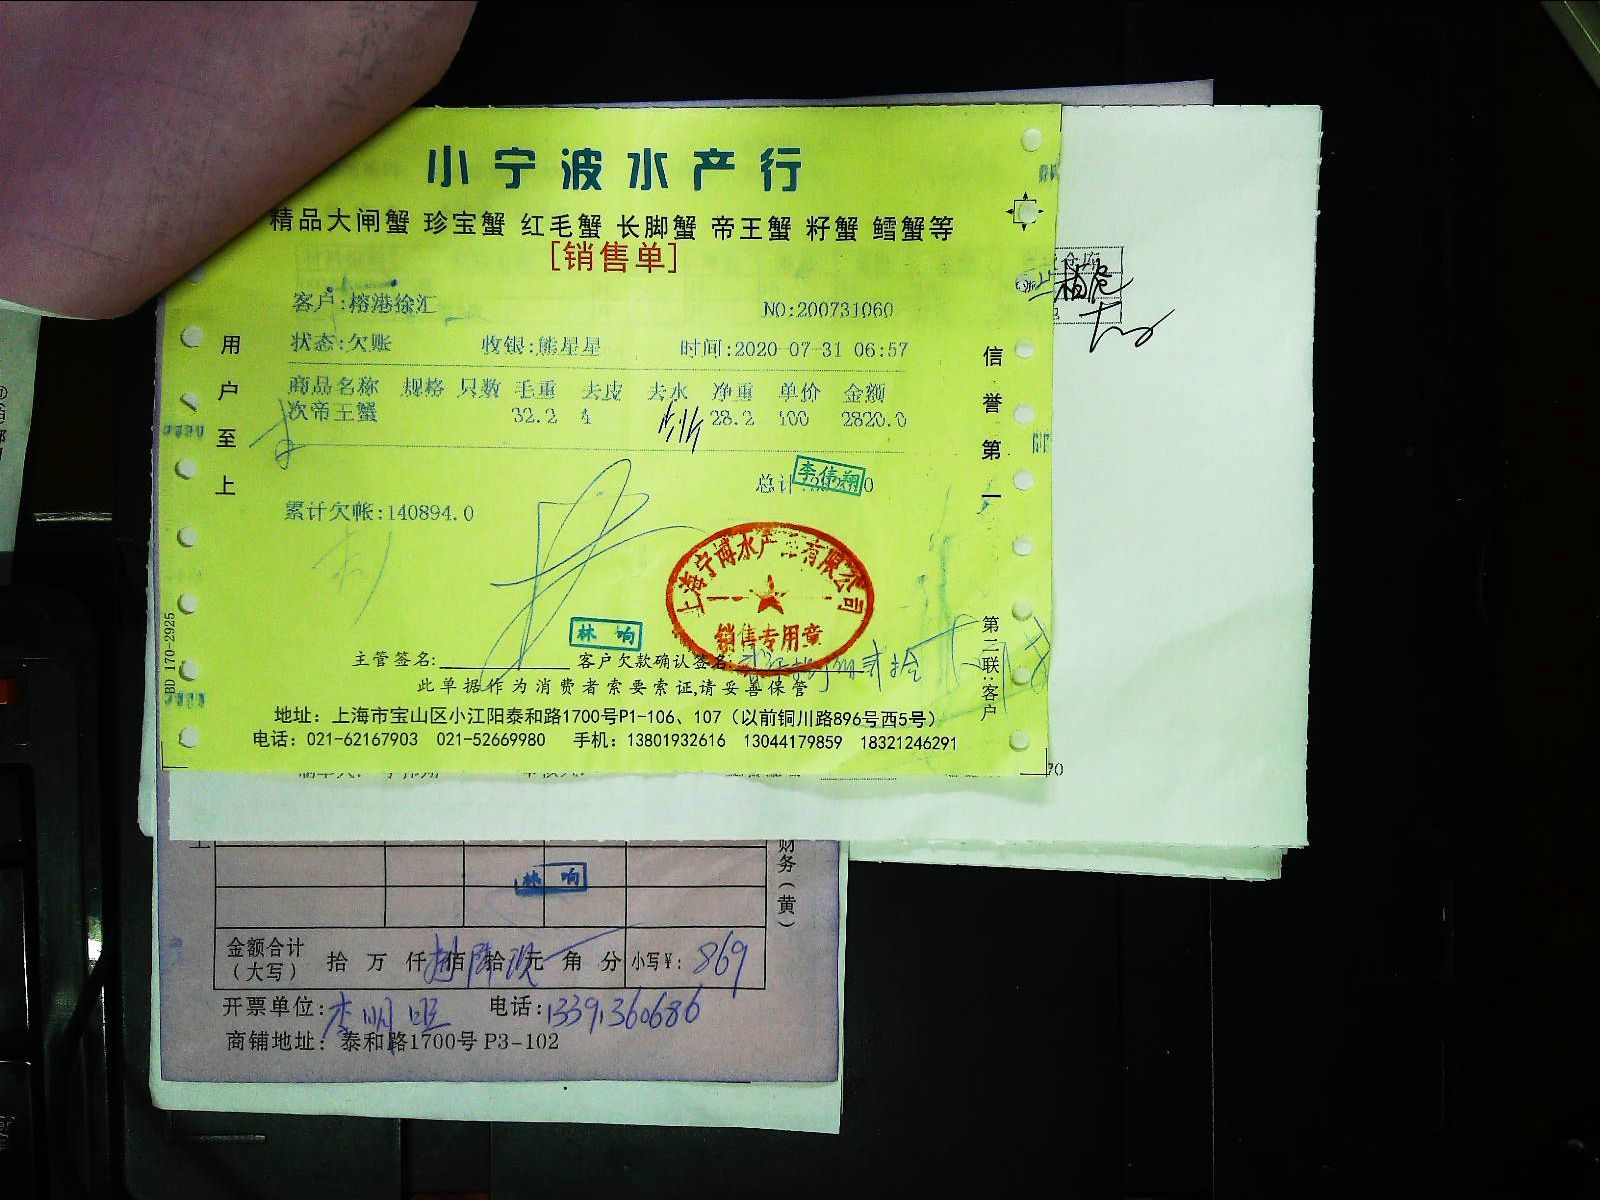 小宁波水产行
精品大闸蟹 珍宝蟹 红毛蟹 长脚蟹 帝王蟹 籽蟹 鳕蟹等
[销售单]
客户:榕港徐汇 NO:200731060
状态:欠账 收银:熊星星 时间:2020-07-31 06:57
商品名称 规格 只数 毛重 去皮 去水 净重 单价 金额
次帝王蟹 32.2 4 28.2 100 2820.0
总计
李伟翔
累计欠帐:140894.0
上海宁博水产 有限公司
销售专用章
林响
主管签名: 客户欠款确认签名:
此单据作为消费者索要索证,请妥善保管
地址：上海市宝山区小江阳泰和路1700号P1-106、107（以前铜川路896号西5号）
电话：021-62167903 021-52669980 手机：13801932616 13044179859 18321246291
用户至上
信誉第一
第二联:客户
BD 170-2925
财务(黄)
林响
金额合计(大写) 拾 万 仟 佰 拾 元 角 分 小写¥: 869
开票单位:李明旺 电话:13391360686
商铺地址：泰和路1700号 P3-102